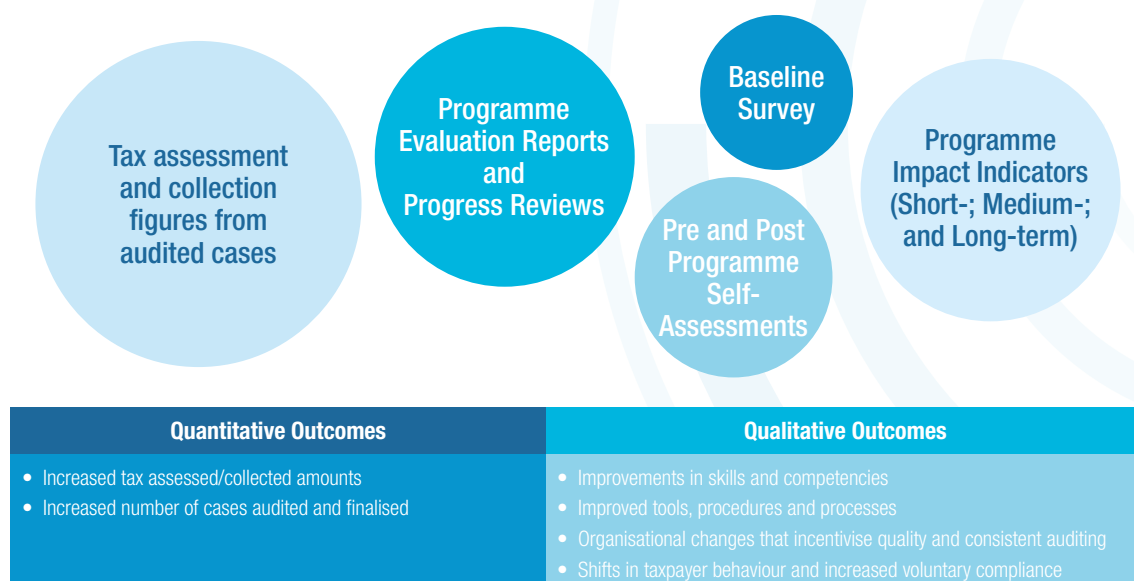 Tax assessment
and collection
figures from
audited cases
Programme
Evaluation Reports
and
Progress Reviews
Baseline
Survey
Pre and Post
Programme
Self-
Assessments
Programme
Impact Indicators
(Short-; Medium-;
and Long-term)
Quantitative Outcomes
• Increased tax assessed/collected amounts
• Increased number of cases audited and finalised
Qualitative Outcomes
• Improvements in skills and competencies
• Improved tools, procedures and processes
• Organisational changes that incentivise quality and consistent auditing
• Shifts in taxpayer behaviour and increased voluntary compliance